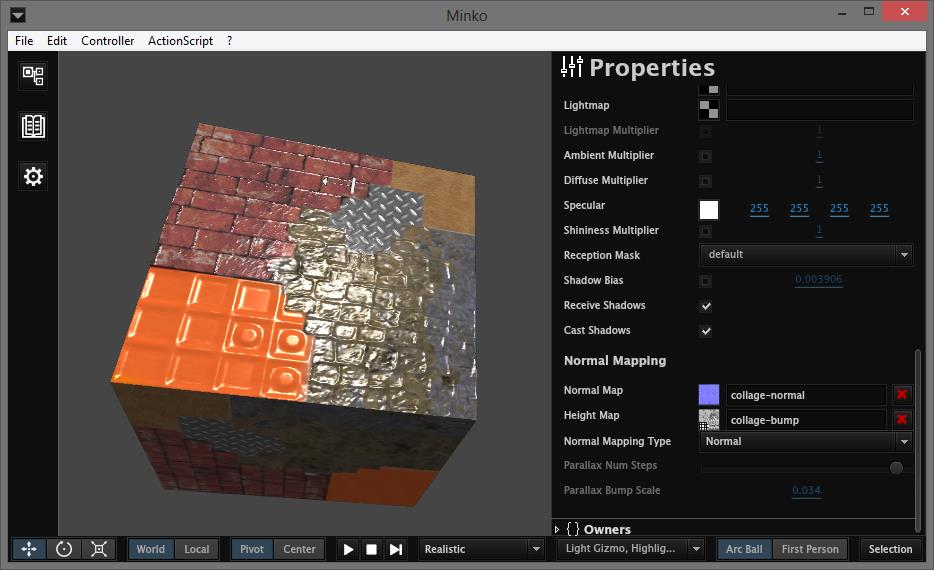 Minko
File Edit Controller ActionScript ?
Properties
Lightmap
Lightmap Multiplier 1
Ambient Multiplier 1
Diffuse Multiplier 1
Specular 255 255 255 255
Shininess Multiplier 1
Reception Mask default
Shadow Bias 0.003906
Receive Shadows
Cast Shadows
Normal Mapping
Normal Map collage-normal
Height Map collage-bump
Normal Mapping Type Normal
Parallax Num Steps
Parallax Bump Scale 0.034
{ } Owners
World Local Pivot Center Realistic Light Gizmo, Highlig... Arc Ball First Person Selection